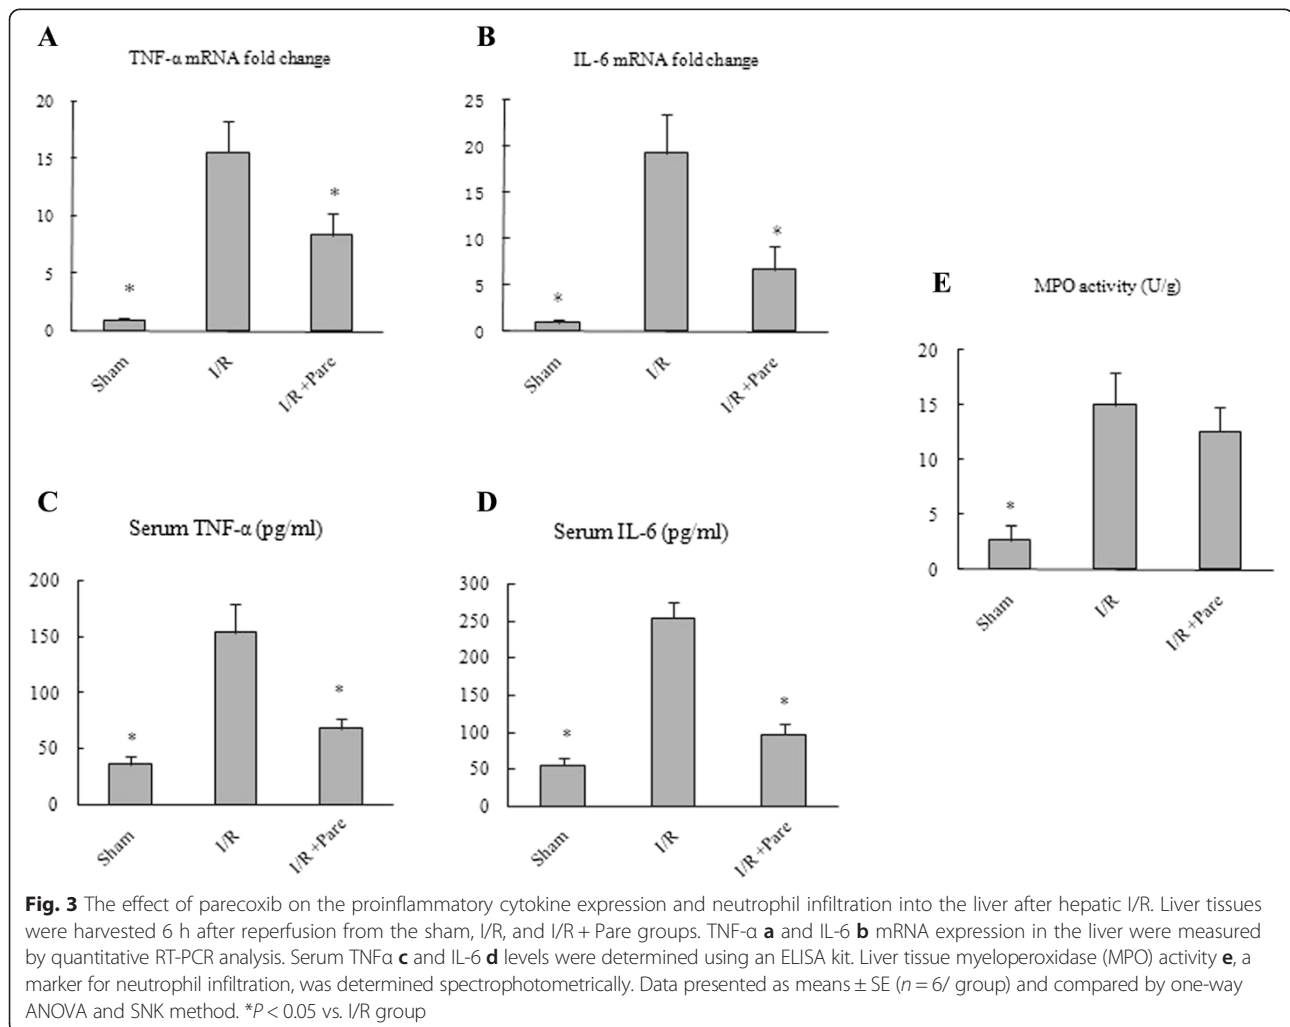 A
TNF-α mRNA fold change
20
15
10
5
0
*
*
Sham
I/R
I/R +Pare
B
IL-6 mRNA fold change
25
20
15
10
5
0
*
*
Sham
I/R
I/R +Pare
C
Serum TNF-α (pg/ml)
200
150
100
50
0
*
*
Sham
I/R
I/R +Pare
D
Serum IL-6 (pg/ml)
300
250
200
150
100
50
0
*
*
Sham
I/R
I/R +Pare
E
MPO activity (U/g)
20
15
10
5
0
*
Sham
I/R
I/R +Pare
Fig. 3 The effect of parecoxib on the proinflammatory cytokine expression and neutrophil infiltration into the liver after hepatic I/R. Liver tissues
were harvested 6 h after reperfusion from the sham, I/R, and I/R + Pare groups. TNF-α a and IL-6 b mRNA expression in the liver were measured
by quantitative RT-PCR analysis. Serum TNFα c and IL-6 d levels were determined using an ELISA kit. Liver tissue myeloperoxidase (MPO) activity e, a
marker for neutrophil infiltration, was determined spectrophotometrically. Data presented as means ± SE (n = 6/ group) and compared by one-way
ANOVA and SNK method. *P < 0.05 vs. I/R group